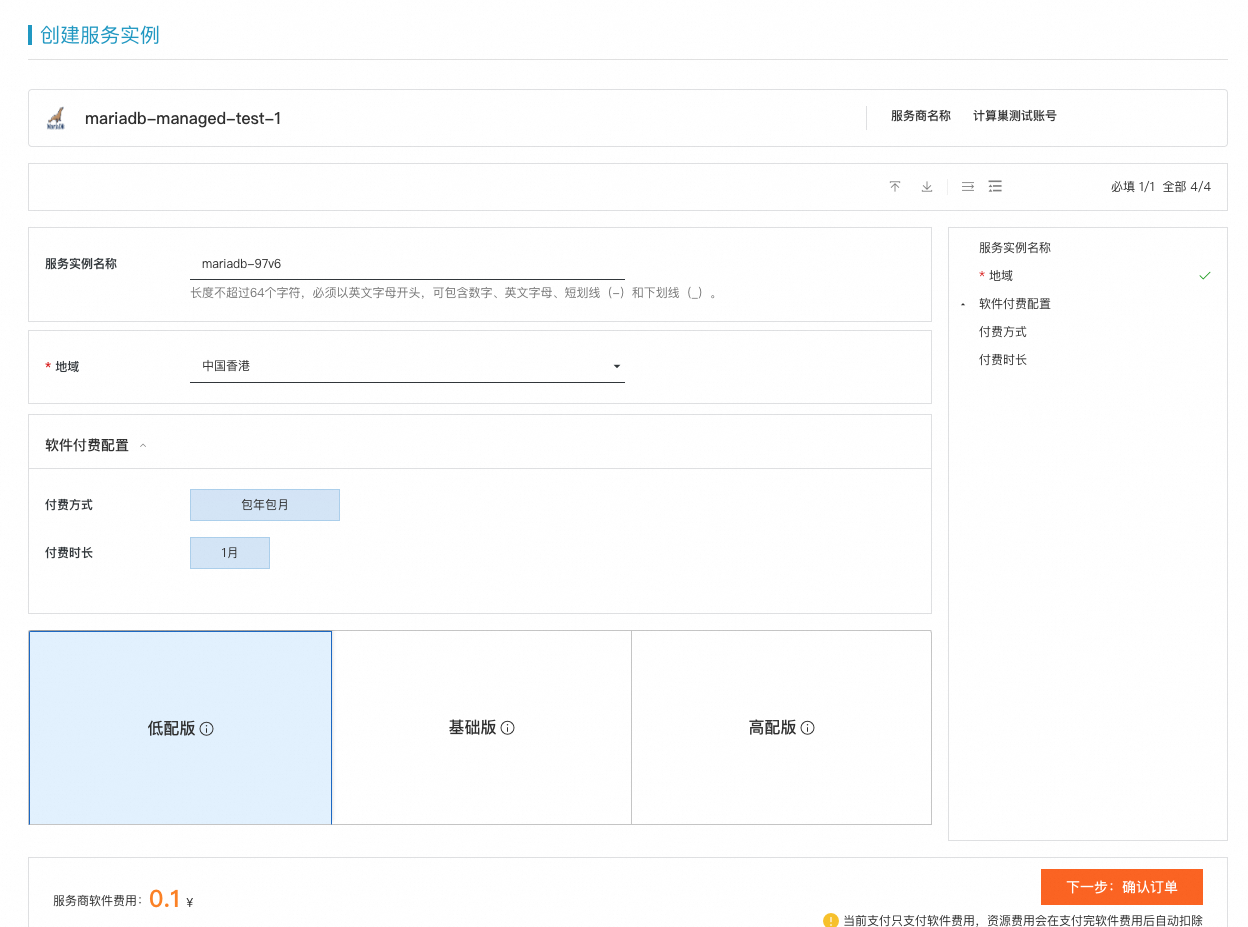 创建服务实例
MariaDB
mariadb-managed-test-1
服务商名称 计算巢测试账号
必填 1/1 全部 4/4
服务实例名称 mariadb-97v6
长度不超过64个字符，必须以英文字母开头，可包含数字、英文字母、短划线（-）和下划线（_）。
* 地域 中国香港
软件付费配置
付费方式 包年包月
付费时长 1月
低配版
基础版
高配版
服务实例名称
* 地域
软件付费配置
付费方式
付费时长
服务商软件费用: 0.1 ¥
下一步：确认订单
当前支付只支付软件费用，资源费用会在支付完软件费用后自动扣除